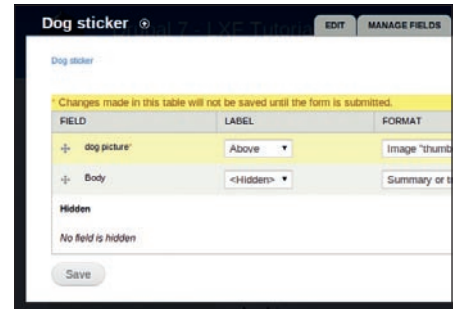 Dog sticker
EDIT
MANAGE FIELDS
Dog sticker
* Changes made in this table will not be saved until the form is submitted.
FIELD LABEL FORMAT
dog picture* Above Image "thumb
Body <Hidden> Summary or
Hidden
No field is hidden
Save